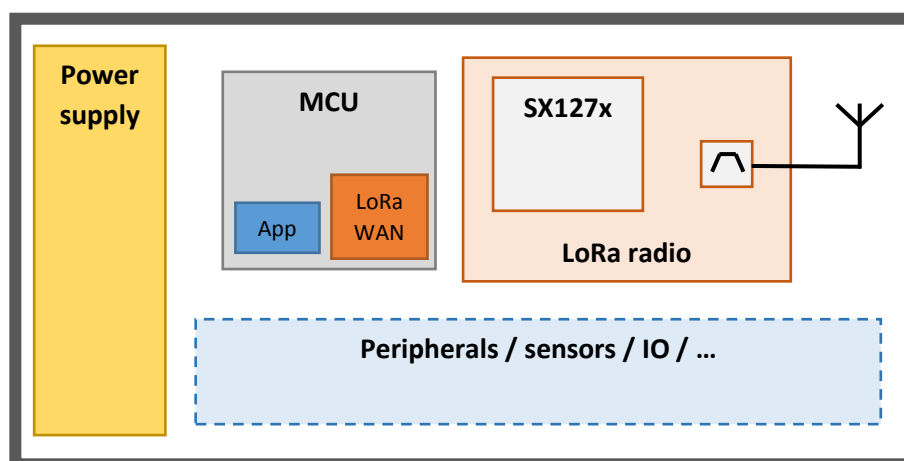 Power
supply
MCU
App
LoRa
WAN
SX127x
LoRa radio
Peripherals / sensors / IO / …